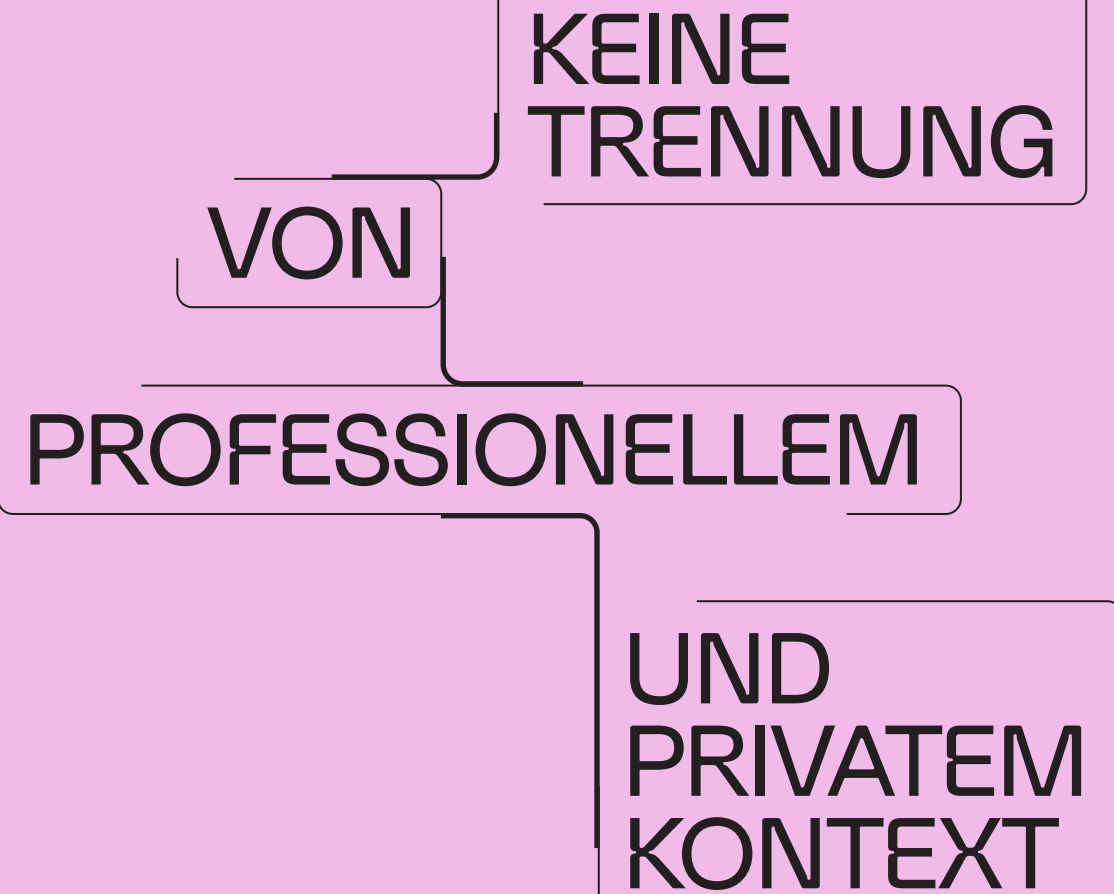 KEINE
TRENNUNG
VON
PROFESSIONELLEM
UND
PRIVATEM
KONTEXT